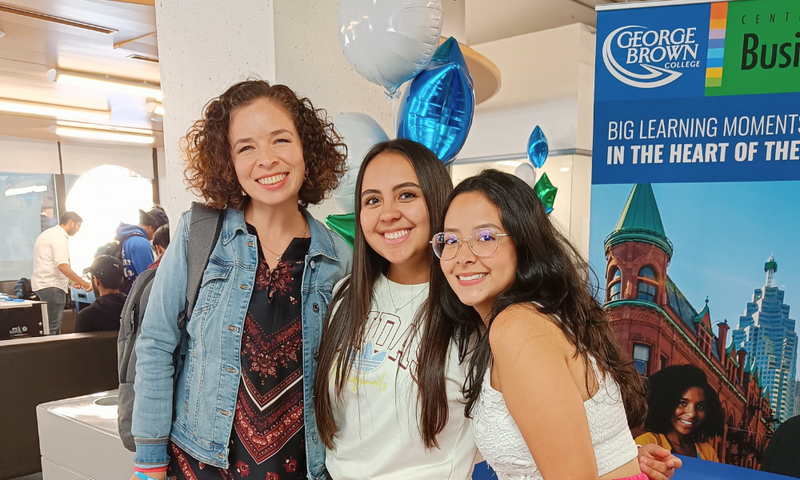 GEORGE
BROWN
COLLEGE
Busi
BIG LEARNING MOMENTS
IN THE HEART OF THE